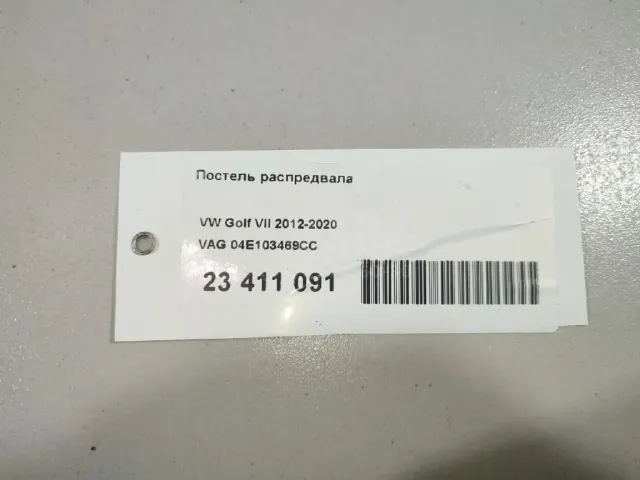 Постель распредвала
VW Golf VII 2012-2020
VAG 04E103469CC
23 411 091